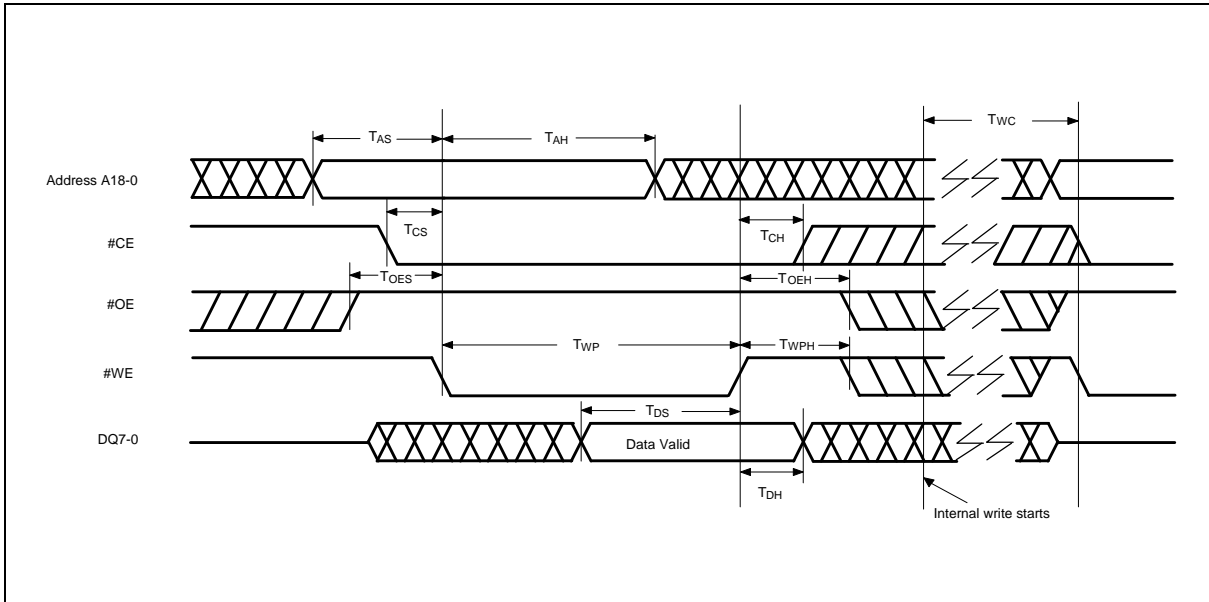 TWC
TAS
TAH
Address A18-0
TCS
TCH
#CE
TOES
TOEH
#OE
TWP
TWPH
#WE
TDS
DQ7-0
Data Valid
TDH
Internal write starts